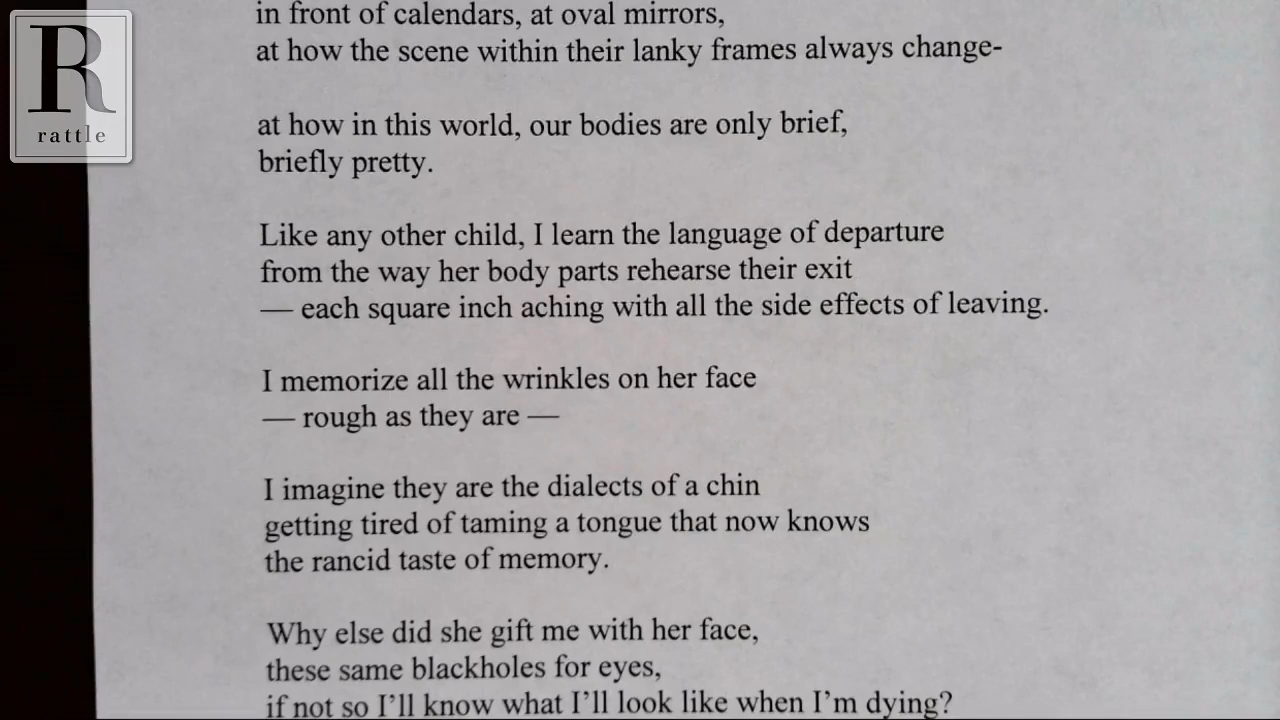 R
rattle
in front of calendars, at oval mirrors,
at how the scene within their lanky frames always change-
at how in this world, our bodies are only brief,
briefly pretty.
Like any other child, I learn the language of departure
from the way her body parts rehearse their exit
— each square inch aching with all the side effects of leaving.
I memorize all the wrinkles on her face
— rough as they are —
I imagine they are the dialects of a chin
getting tired of taming a tongue that now knows
the rancid taste of memory.
Why else did she gift me with her face,
these same blackholes for eyes,
if not so I’ll know what I’ll look like when I’m dying?